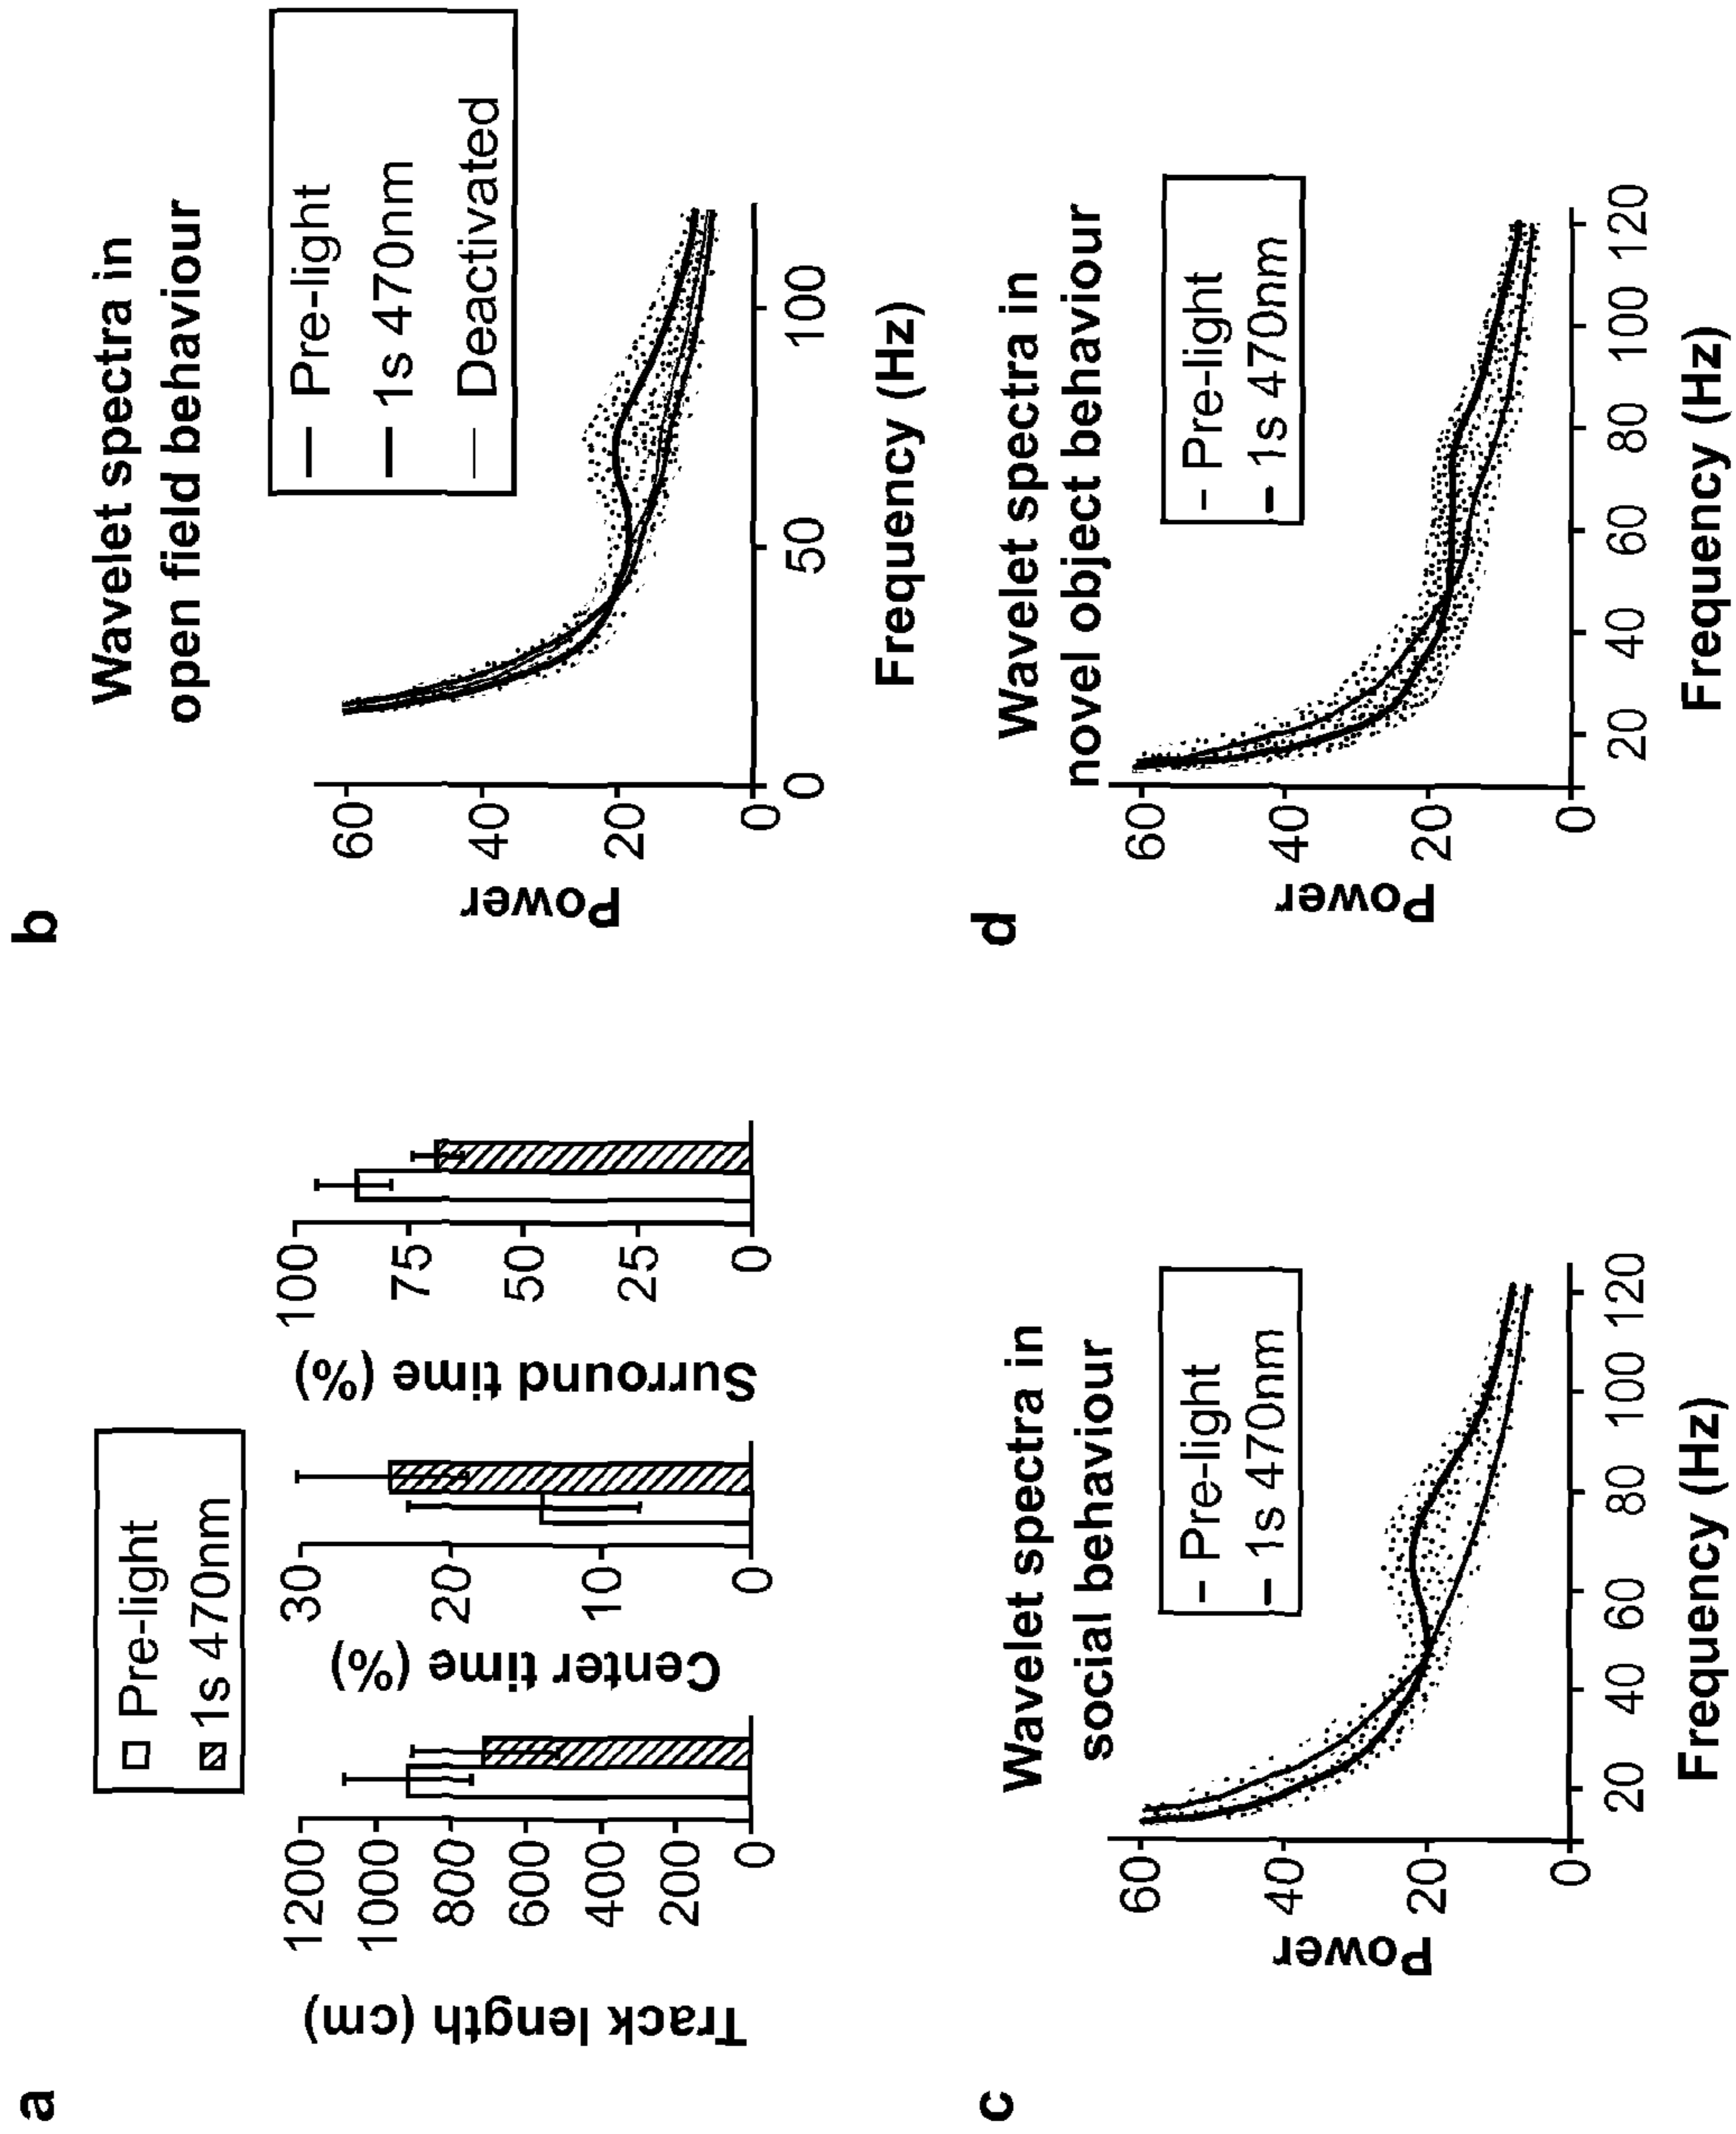 a
Pre-light
1s 470nm
Track length (cm)
1200
1000
800
600
400
200
0
Center time (%)
30
20
10
0
Surround time (%)
100
75
50
25
0
b
Wavelet spectra in
open field behaviour
Pre-light
1s 470nm
Deactivated
Power
60
40
20
0
0 50 100
Frequency (Hz)
c
Wavelet spectra in
social behaviour
Pre-light
1s 470nm
Power
60
40
20
0
20 40 60 80 100 120
Frequency (Hz)
d
Wavelet spectra in
novel object behaviour
Pre-light
1s 470nm
Power
60
40
20
0
20 40 60 80 100 120
Frequency (Hz)